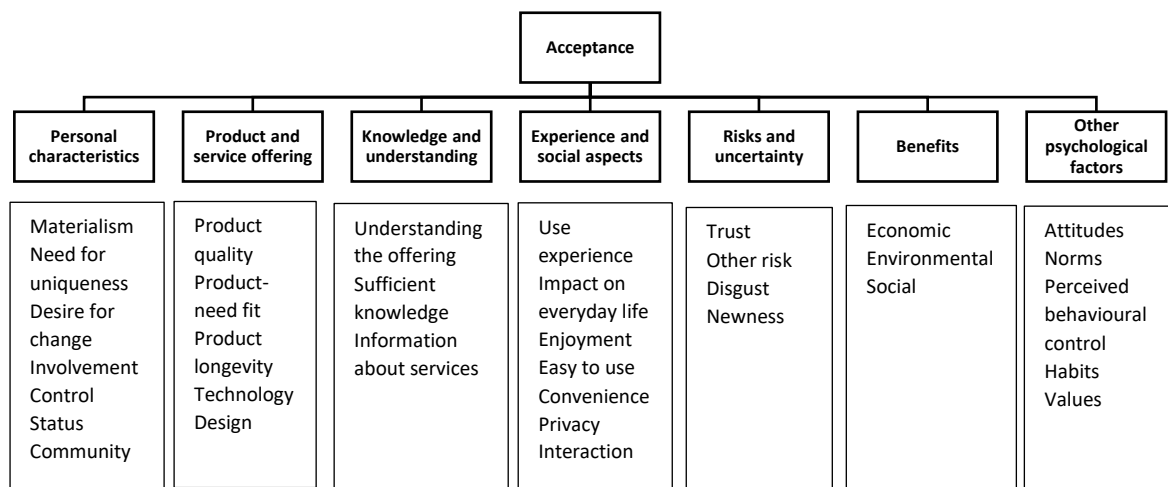 Acceptance
Personal
characteristics
Product and
service offering
Knowledge and
understanding
Experience and
social aspects
Risks and
uncertainty
Benefits
Other
psychological
factors
Materialism
Need for
uniqueness
Desire for
change
Involvement
Control
Status
Community
Product
quality
Product-
need fit
Product
longevity
Technology
Design
Understanding
the offering
Sufficient
knowledge
Information
about services
Use
experience
Impact on
everyday life
Enjoyment
Easy to use
Convenience
Privacy
Interaction
Trust
Other risk
Disgust
Newness
Economic
Environmental
Social
Attitudes
Norms
Perceived
behavioural
control
Habits
Values